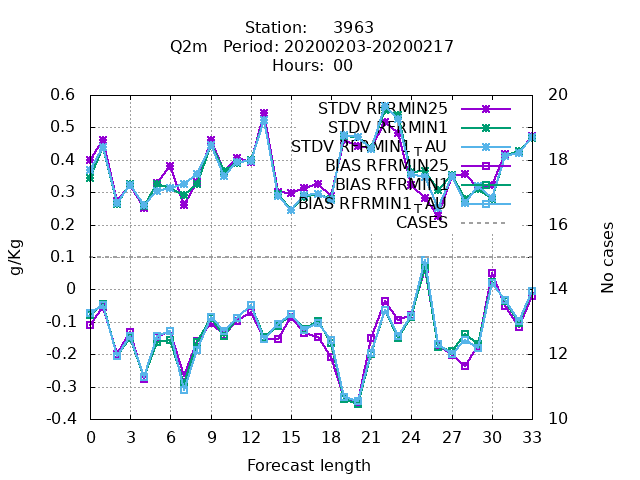 Station: 3963
Q2m Period: 20200203-20200217
Hours: 00
0.6
0.5
0.4
0.3
0.2
0.1
0
-0.1
-0.2
-0.3
-0.4
20
18
16
14
12
10
STDV RFRMIN25
STDV RFRMIN1
STDV RFRMIN1_AU
BIAS RFRMIN25
BIAS RFRMIN1
BIAS RFRMIN1_AU
CASES
g/Kg
No cases
0 3 6 9 12 15 18 21 24 27 30 33
Forecast length